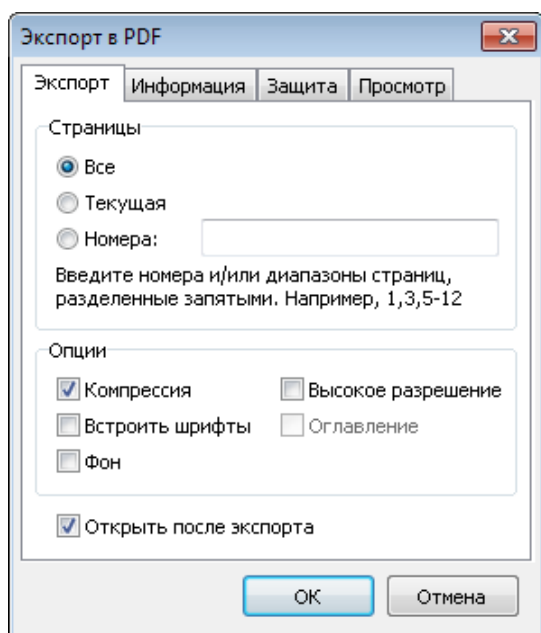 Экспорт в PDF
Экспорт Информация Защита Просмотр
Страницы
Все
Текущая
Номера:
Введите номера и/или диапазоны страниц,
разделенные запятыми. Например, 1,3,5-12
Опции
Компрессия Высокое разрешение
Встроить шрифты Оглавление
Фон
Открыть после экспорта
ОК Отмена